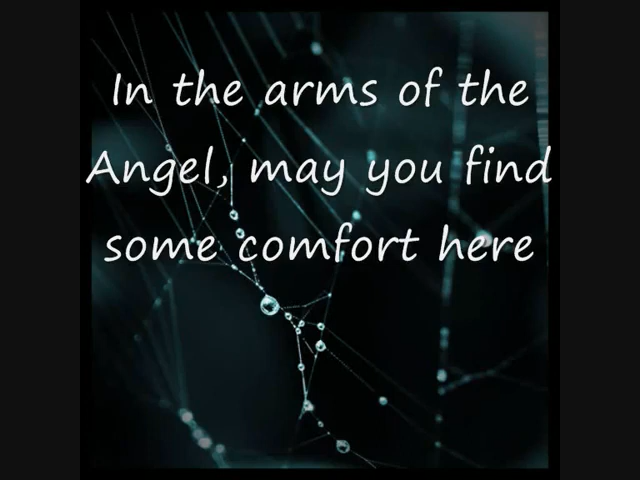 In the arms of the
Angel, may you find
some comfort here